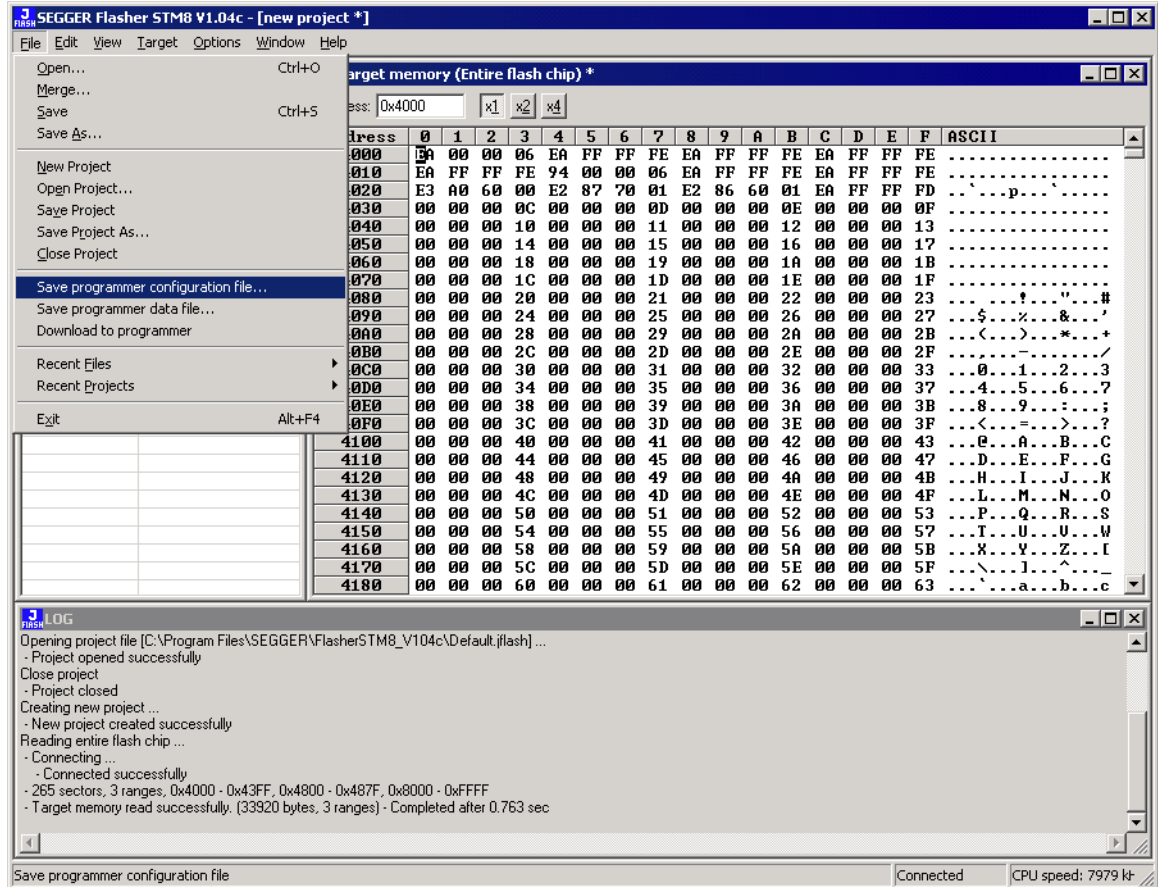 SEGGER Flasher STM8 V1.04c - [new project *]
File Edit View Target Options Window Help
Open... Ctrl+O
Merge...
Save Ctrl+S
Save As...
New Project
Open Project...
Save Project
Save Project As...
Close Project
Save programmer configuration file...
Save programmer data file...
Download to programmer
Recent Files
Recent Projects
Exit Alt+F4
arget memory (Entire flash chip) *
ess: 0x4000 x1 x2 x4
dress 0 1 2 3 4 5 6 7 8 9 A B C D E F ASCII
000 EA 00 00 06 EA FF FF FE EA FF FF FE EA FF FF FE ................
010 EA FF FF FE 94 00 00 06 EA FF FF FE EA FF FF FE ................
020 E3 A0 60 00 E2 87 70 01 E2 86 60 01 EA FF FF FD ..`...p...`.....
030 00 00 00 0C 00 00 00 0D 00 00 00 0E 00 00 00 0F ................
040 00 00 00 10 00 00 00 11 00 00 00 12 00 00 00 13 ................
050 00 00 00 14 00 00 00 15 00 00 00 16 00 00 00 17 ................
060 00 00 00 18 00 00 00 19 00 00 00 1A 00 00 00 1B ................
070 00 00 00 1C 00 00 00 1D 00 00 00 1E 00 00 00 1F ................
080 00 00 00 20 00 00 00 21 00 00 00 22 00 00 00 23 ... ...!..."...#
090 00 00 00 24 00 00 00 25 00 00 00 26 00 00 00 27 ...$...%...&...'
0A0 00 00 00 28 00 00 00 29 00 00 00 2A 00 00 00 2B ...(...)...*...+
0B0 00 00 00 2C 00 00 00 2D 00 00 00 2E 00 00 00 2F ...,...-......./
0C0 00 00 00 30 00 00 00 31 00 00 00 32 00 00 00 33 ...0...1...2...3
0D0 00 00 00 34 00 00 00 35 00 00 00 36 00 00 00 37 ...4...5...6...7
0E0 00 00 00 38 00 00 00 39 00 00 00 3A 00 00 00 3B ...8...9...:...;
0F0 00 00 00 3C 00 00 00 3D 00 00 00 3E 00 00 00 3F ...<...=...>...?
4100 00 00 00 40 00 00 00 41 00 00 00 42 00 00 00 43 ...@...A...B...C
4110 00 00 00 44 00 00 00 45 00 00 00 46 00 00 00 47 ...D...E...F...G
4120 00 00 00 48 00 00 00 49 00 00 00 4A 00 00 00 4B ...H...I...J...K
4130 00 00 00 4C 00 00 00 4D 00 00 00 4E 00 00 00 4F ...L...M...N...O
4140 00 00 00 50 00 00 00 51 00 00 00 52 00 00 00 53 ...P...Q...R...S
4150 00 00 00 54 00 00 00 55 00 00 00 56 00 00 00 57 ...T...U...V...W
4160 00 00 00 58 00 00 00 59 00 00 00 5A 00 00 00 5B ...X...Y...Z...[
4170 00 00 00 5C 00 00 00 5D 00 00 00 5E 00 00 00 5F ...\...]...^..._
4180 00 00 00 60 00 00 00 61 00 00 00 62 00 00 00 63 ...`...a...b...c
LOG
Opening project file [C:\Program Files\SEGGER\FlasherSTM8_V104c\Default.jflash] ...
- Project opened successfully
Close project
- Project closed
Creating new project ...
- New project created successfully
Reading entire flash chip ...
- Connecting ...
- Connected successfully
- 265 sectors, 3 ranges, 0x4000 - 0x43FF, 0x4800 - 0x487F, 0x8000 - 0xFFFF
- Target memory read successfully. (33920 bytes, 3 ranges) - Completed after 0.763 sec
Save programmer configuration file Connected CPU speed: 7979 kH